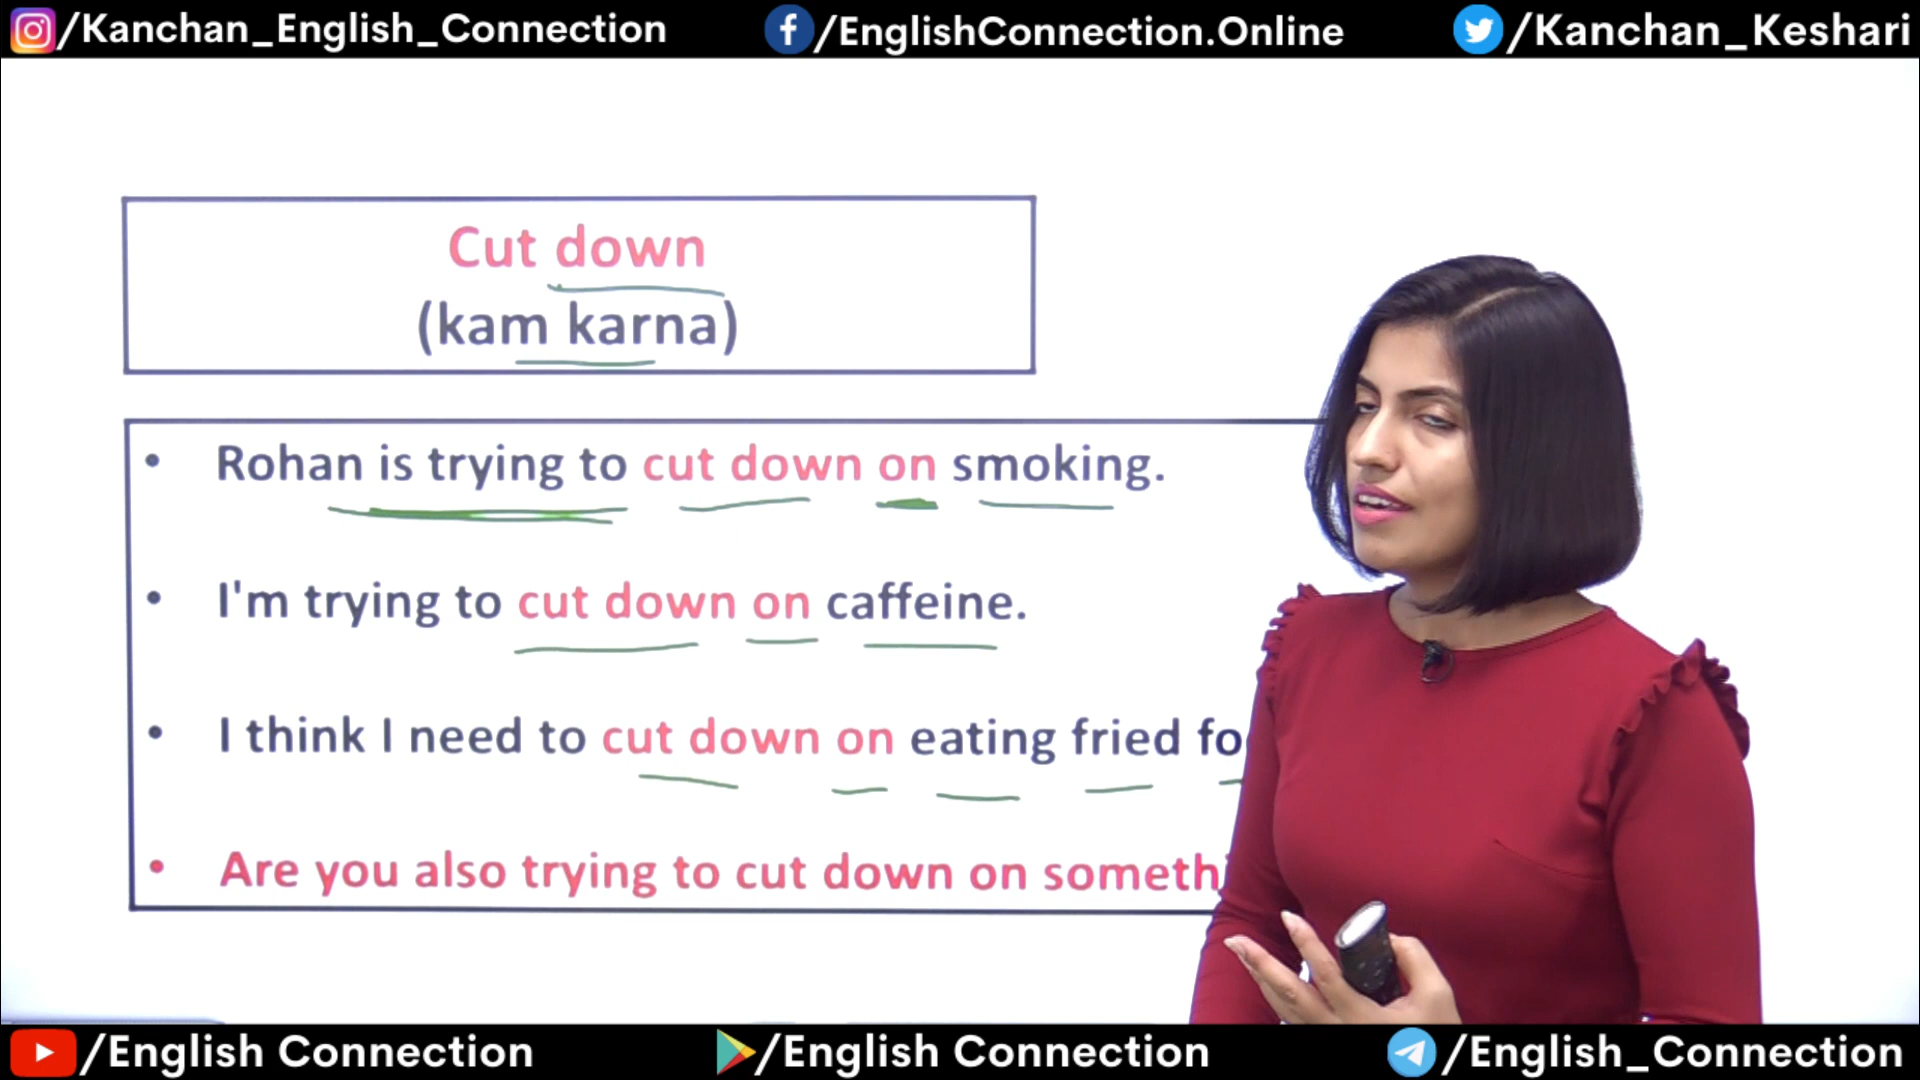 /Kanchan_English_Connection
/EnglishConnection.Online
/Kanchan_Keshari
Cut down
(kam karna)
• Rohan is trying to cut down on smoking.
• I'm trying to cut down on caffeine.
• I think I need to cut down on eating fried
• Are you also trying to cut down on
/English Connection
/English Connection
/English_Connection